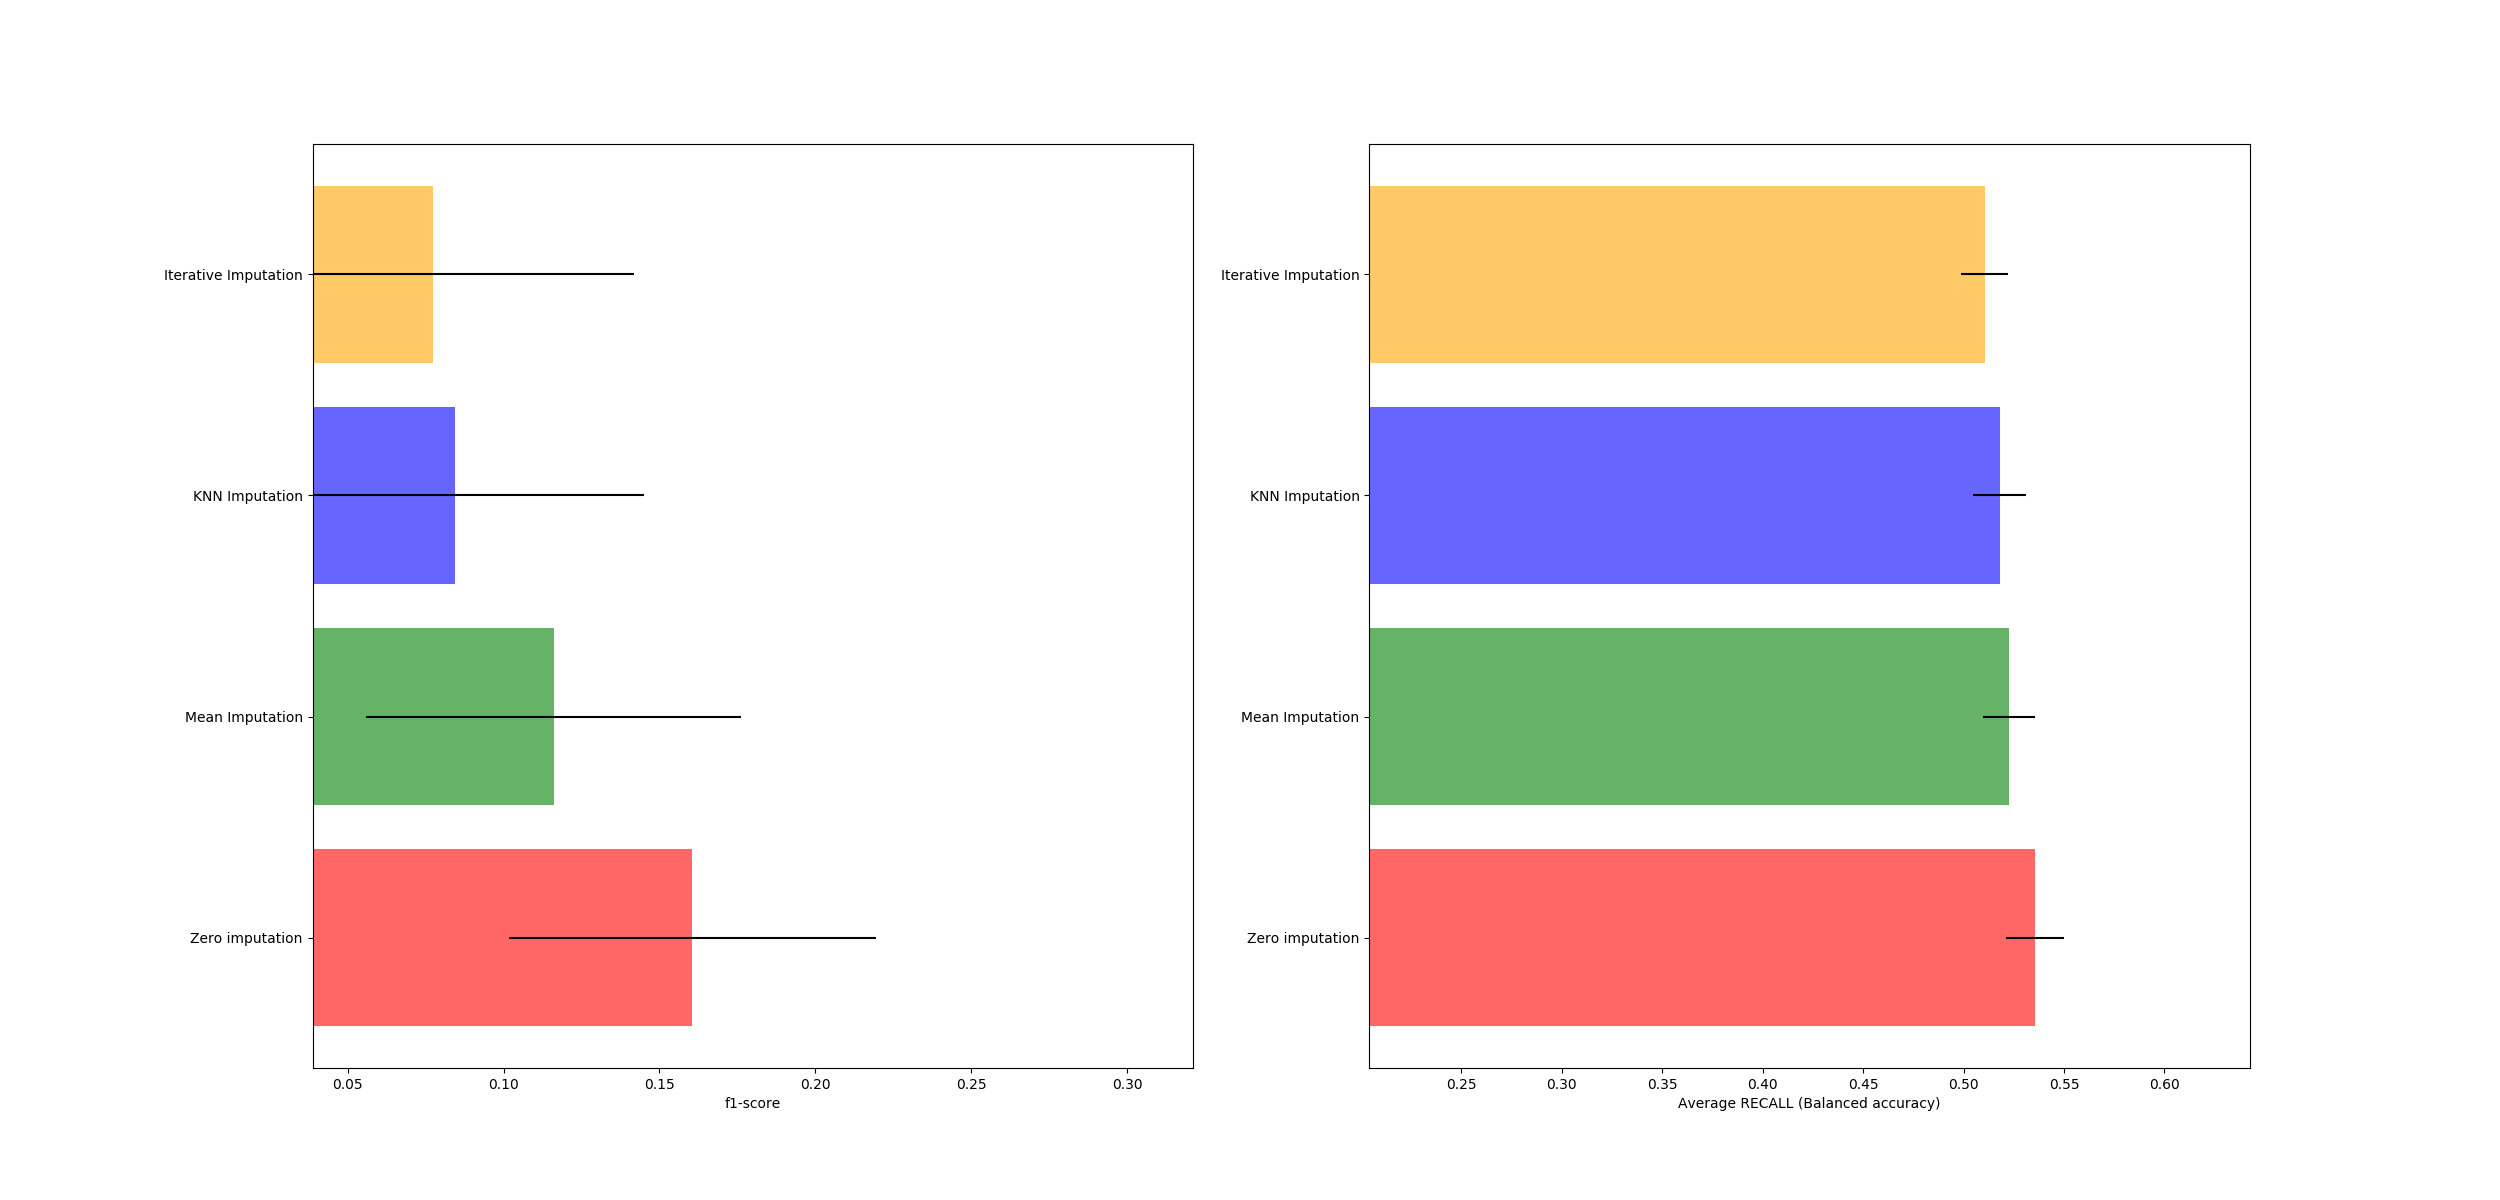 Iterative Imputation
KNN Imputation
Mean Imputation
Zero imputation
0.05 0.10 0.15 0.20 0.25 0.30
f1-score
Iterative Imputation
KNN Imputation
Mean Imputation
Zero imputation
0.25 0.30 0.35 0.40 0.45 0.50 0.55 0.60
Average RECALL (Balanced accuracy)